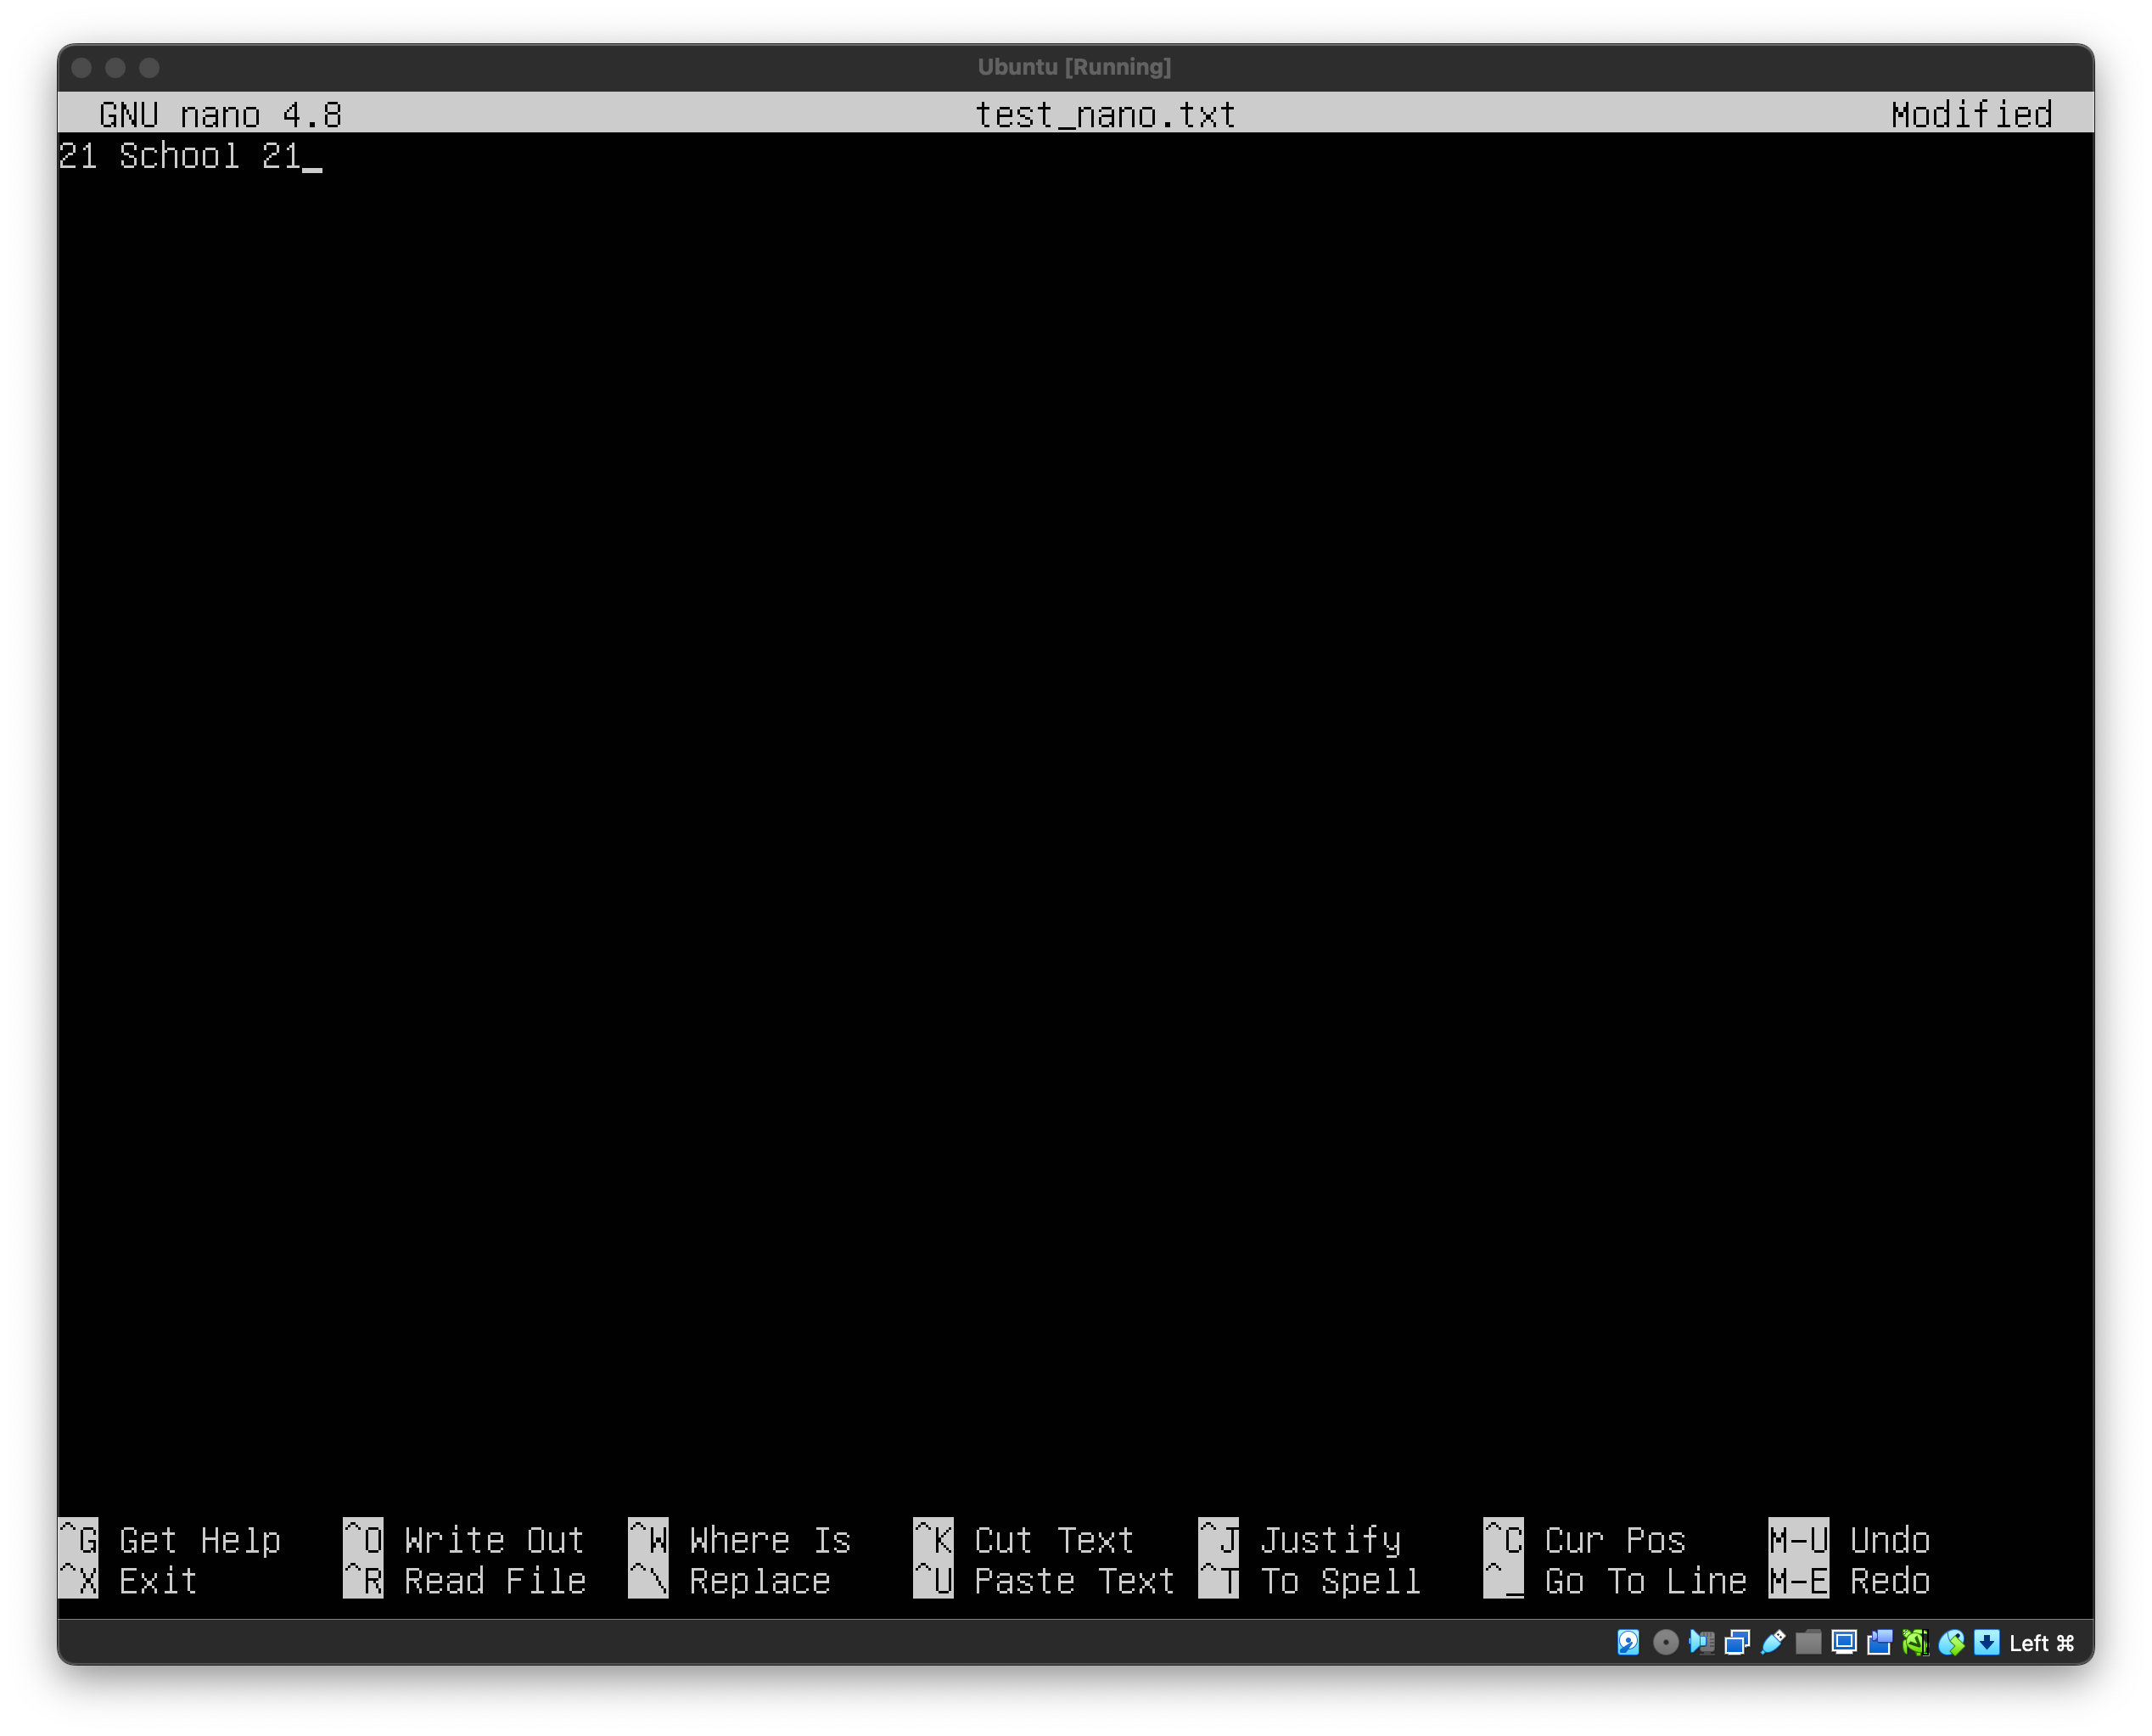 Ubuntu [Running]
GNU nano 4.8 test_nano.txt Modified
21 School 21_
^G Get Help ^O Write Out ^W Where Is ^K Cut Text ^J Justify ^C Cur Pos M-U Undo
^X Exit ^R Read File ^\ Replace ^U Paste Text ^T To Spell ^_ Go To Line M-E Redo
Left ⌘